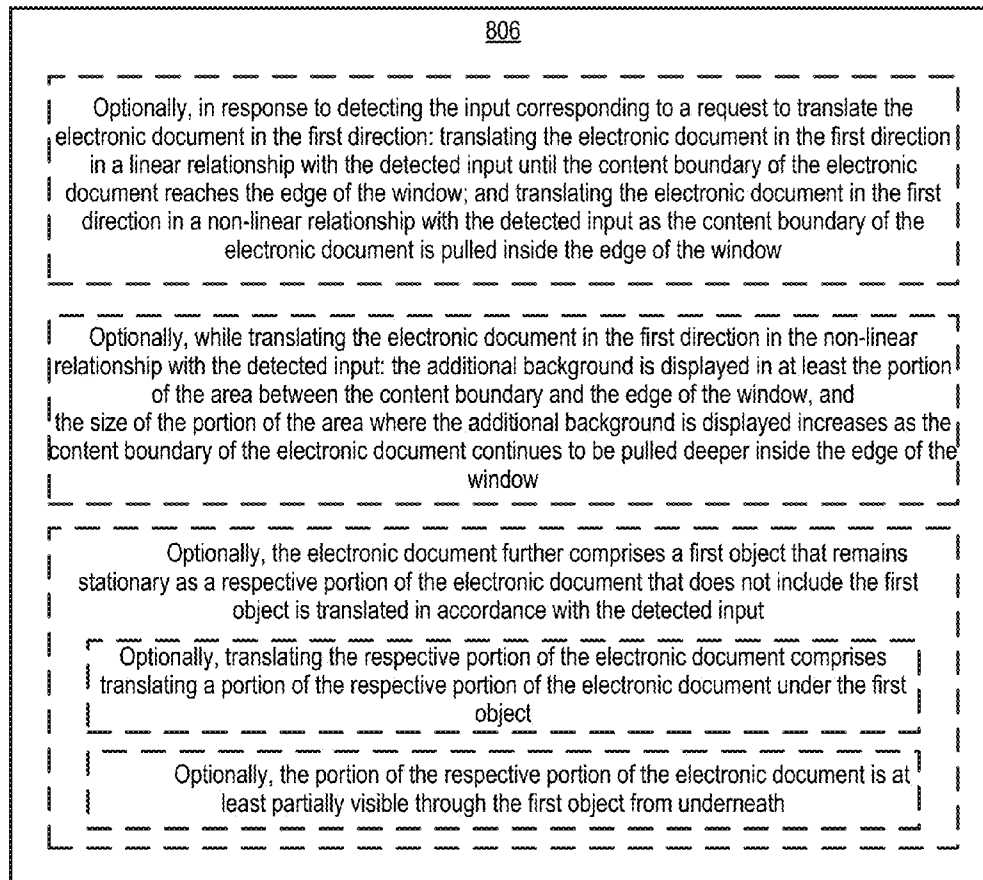 806
Optionally, in response to detecting the input corresponding to a request to translate the
electronic document in the first direction: translating the electronic document in the first direction
in a linear relationship with the detected input until the content boundary of the electronic
document reaches the edge of the window; and translating the electronic document in the first
direction in a non-linear relationship with the detected input as the content boundary of the
electronic document is pulled inside the edge of the window
Optionally, while translating the electronic document in the first direction in the non-linear
relationship with the detected input: the additional background is displayed in at least the portion
of the area between the content boundary and the edge of the window, and
the size of the portion of the area where the additional background is displayed increases as the
content boundary of the electronic document continues to be pulled deeper inside the edge of the
window
Optionally, the electronic document further comprises a first object that remains
stationary as a respective portion of the electronic document that does not include the first
object is translated in accordance with the detected input
Optionally, translating the respective portion of the electronic document comprises
translating a portion of the respective portion of the electronic document under the first
object
Optionally, the portion of the respective portion of the electronic document is at
least partially visible through the first object from underneath